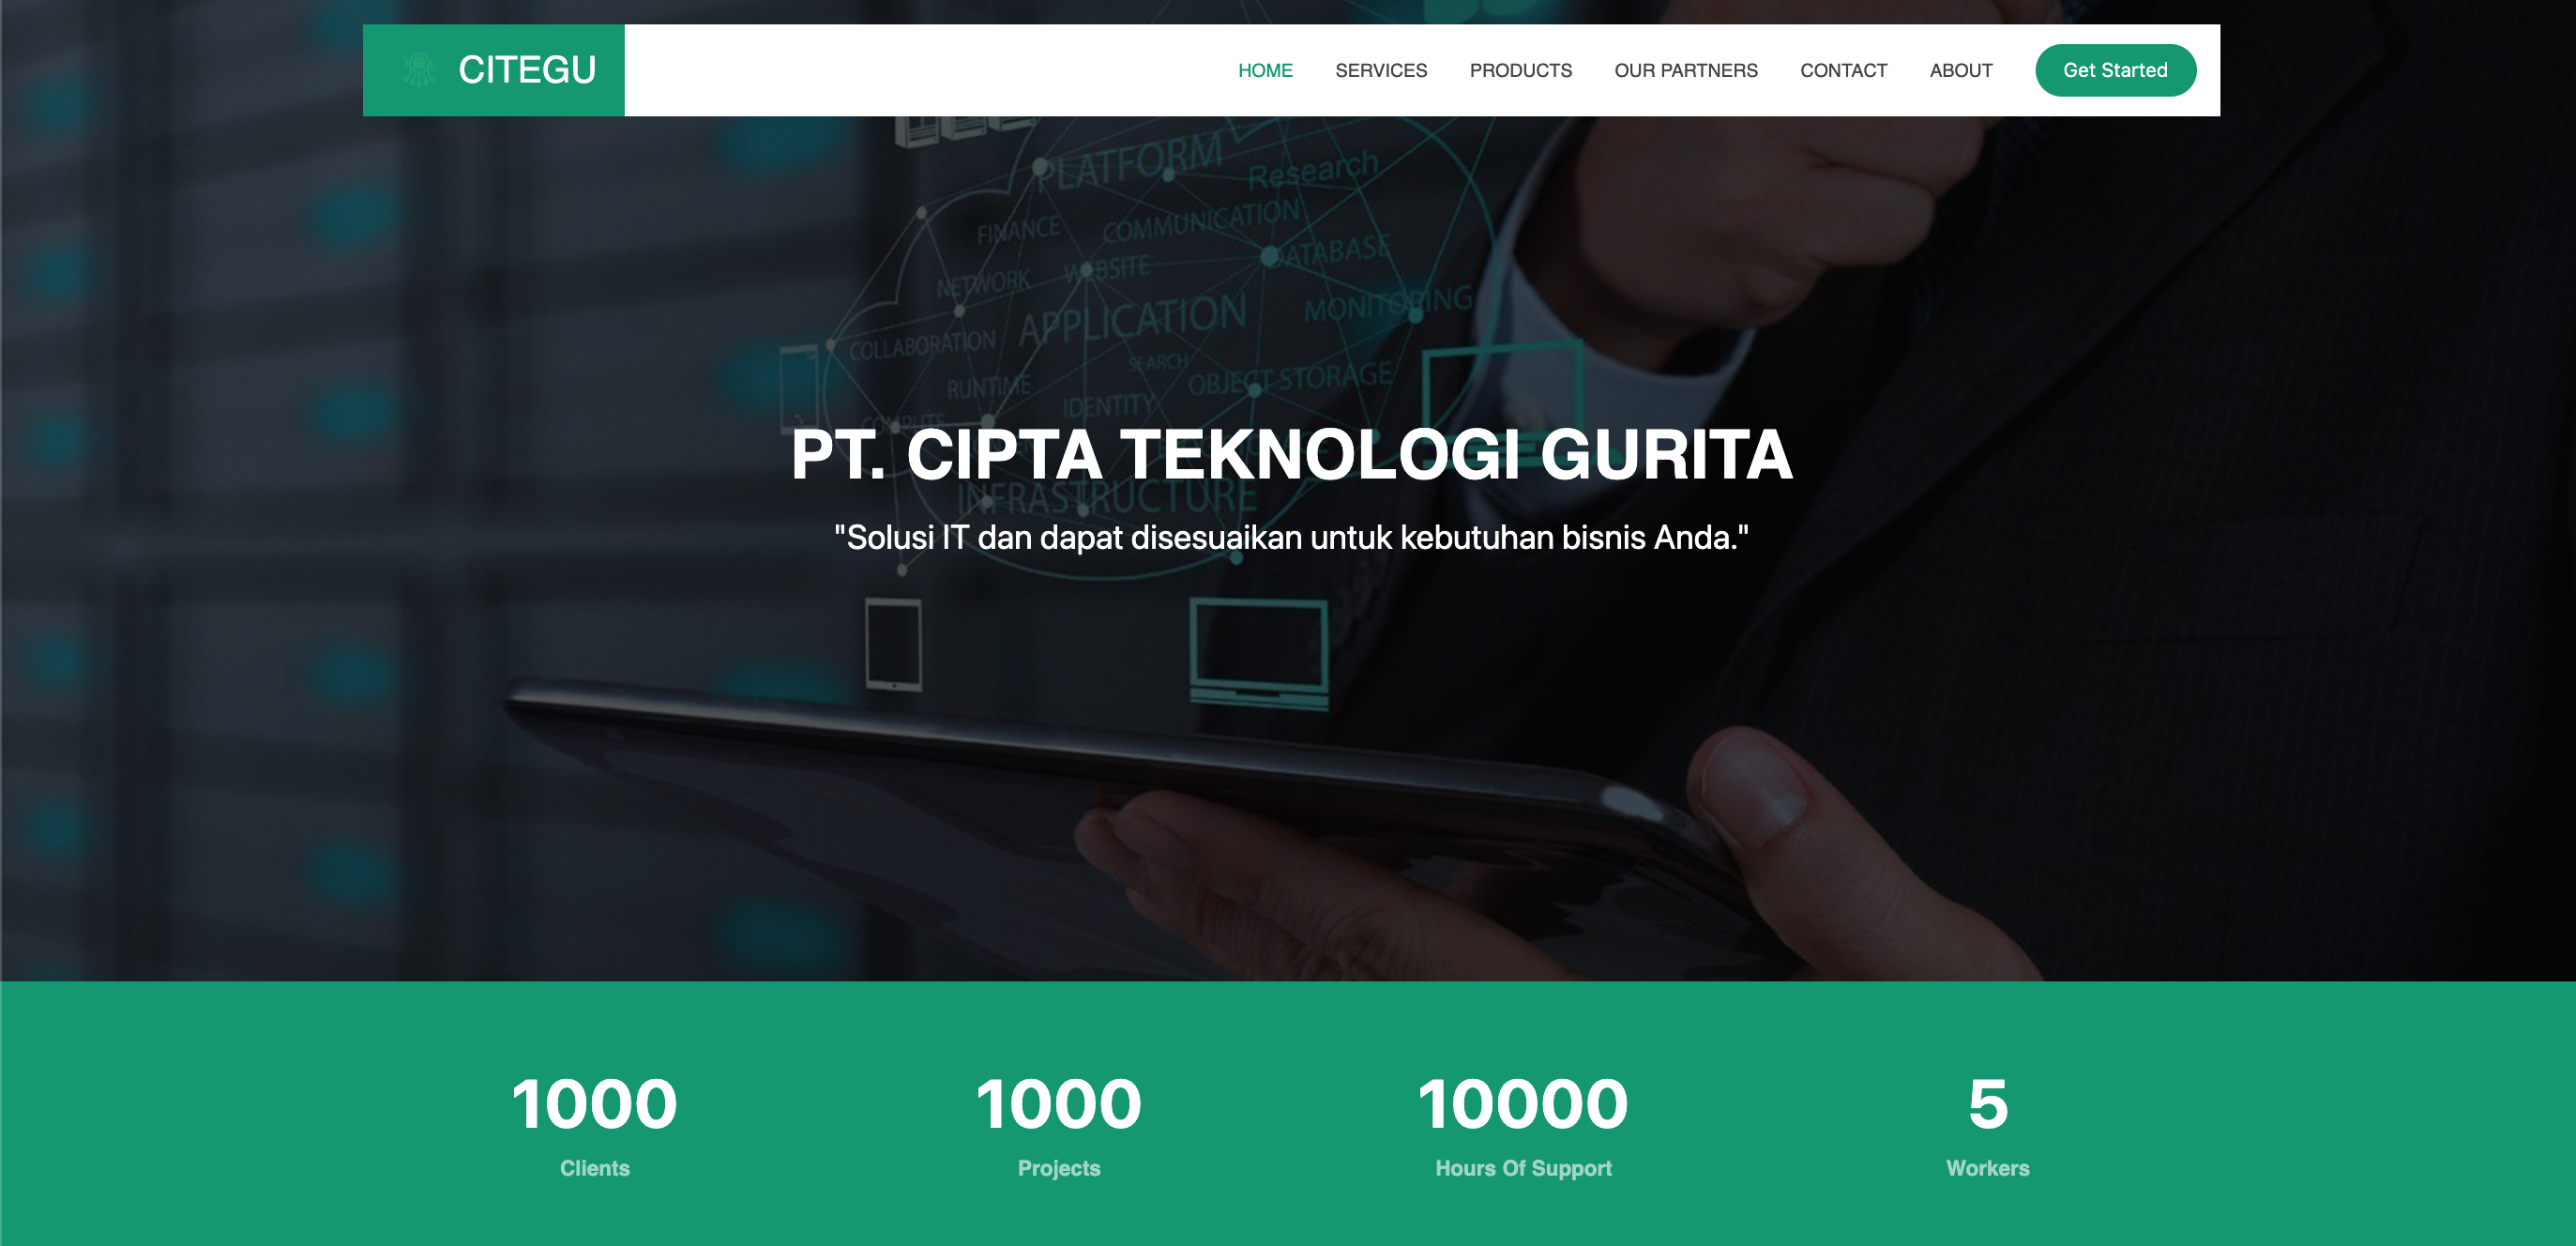 CITEGU
HOME SERVICES PRODUCTS OUR PARTNERS CONTACT ABOUT Get Started
PLATFORM Research
FINANCE COMMUNICATION
DATABASE
NETWORK WEBSITE
APPLICATION MONITORING
COLLABORATION
SEARCH
RUNTIME OBJECT STORAGE
IDENTITY
COMPUTE
PT. CIPTA TEKNOLOGI GURITA
INFRASTRUCTURE
"Solusi IT dan dapat disesuaikan untuk kebutuhan bisnis Anda."
1000 1000 10000 5
Clients Projects Hours Of Support Workers